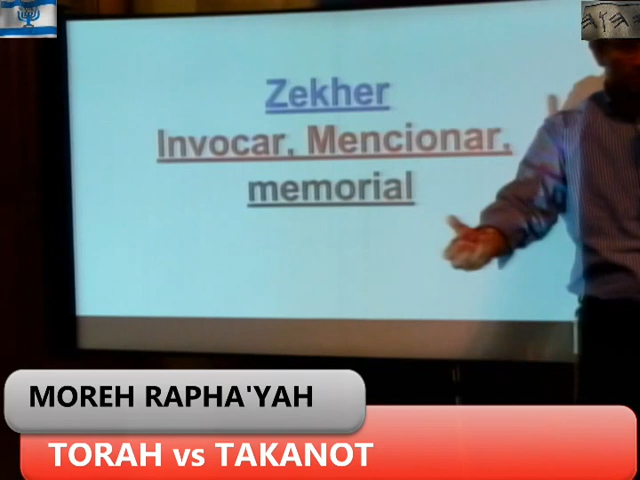 Zekher
Invocar, Mencionar,
memorial
MOREH RAPHA'YAH
TORAH vs TAKANOT